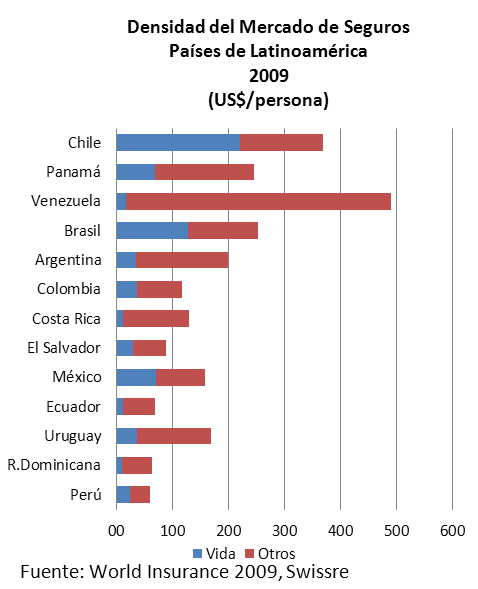 Densidad del Mercado de Seguros
Países de Latinoamérica
2009
(US$/persona)
Chile
Panamá
Venezuela
Brasil
Argentina
Colombia
Costa Rica
El Salvador
México
Ecuador
Uruguay
R.Dominicana
Perú
00 100 200 300 400 500 600
Vida Otros
Fuente: World Insurance 2009, Swissre